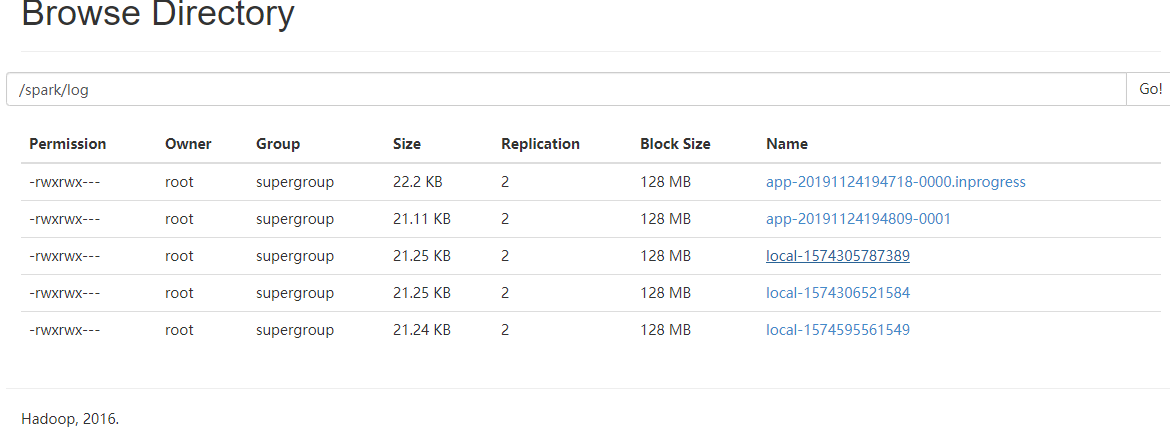 Browse Directory
/spark/log Go!
Permission Owner Group Size Replication Block Size Name
-rwxrwx--- root supergroup 22.2 KB 2 128 MB app-20191124194718-0000.inprogress
-rwxrwx--- root supergroup 21.11 KB 2 128 MB app-20191124194809-0001
-rwxrwx--- root supergroup 21.25 KB 2 128 MB local-1574305787389
-rwxrwx--- root supergroup 21.25 KB 2 128 MB local-1574306521584
-rwxrwx--- root supergroup 21.24 KB 2 128 MB local-1574595561549
Hadoop, 2016.